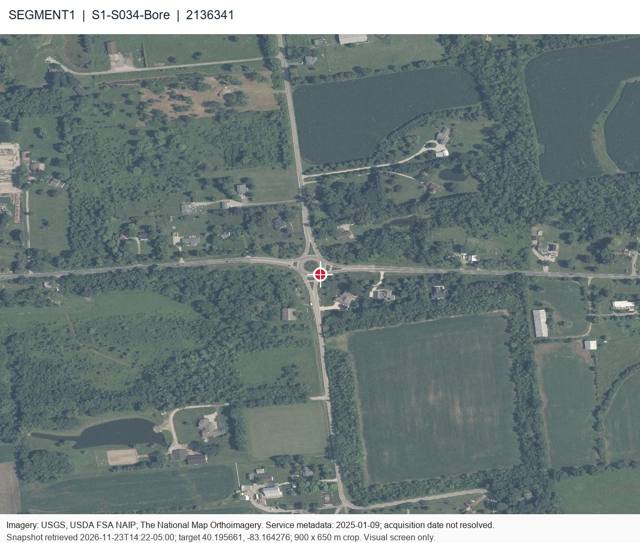 SEGMENT1 | S1-S034-Bore | 2136341
Imagery: USGS, USDA FSA NAIP; The National Map Orthoimagery. Service metadata: 2025-01-09; acquisition date not resolved.
Snapshot retrieved 2026-11-23T14:22-05:00; target 40.195661, -83.164276; 900 x 650 m crop. Visual screen only.